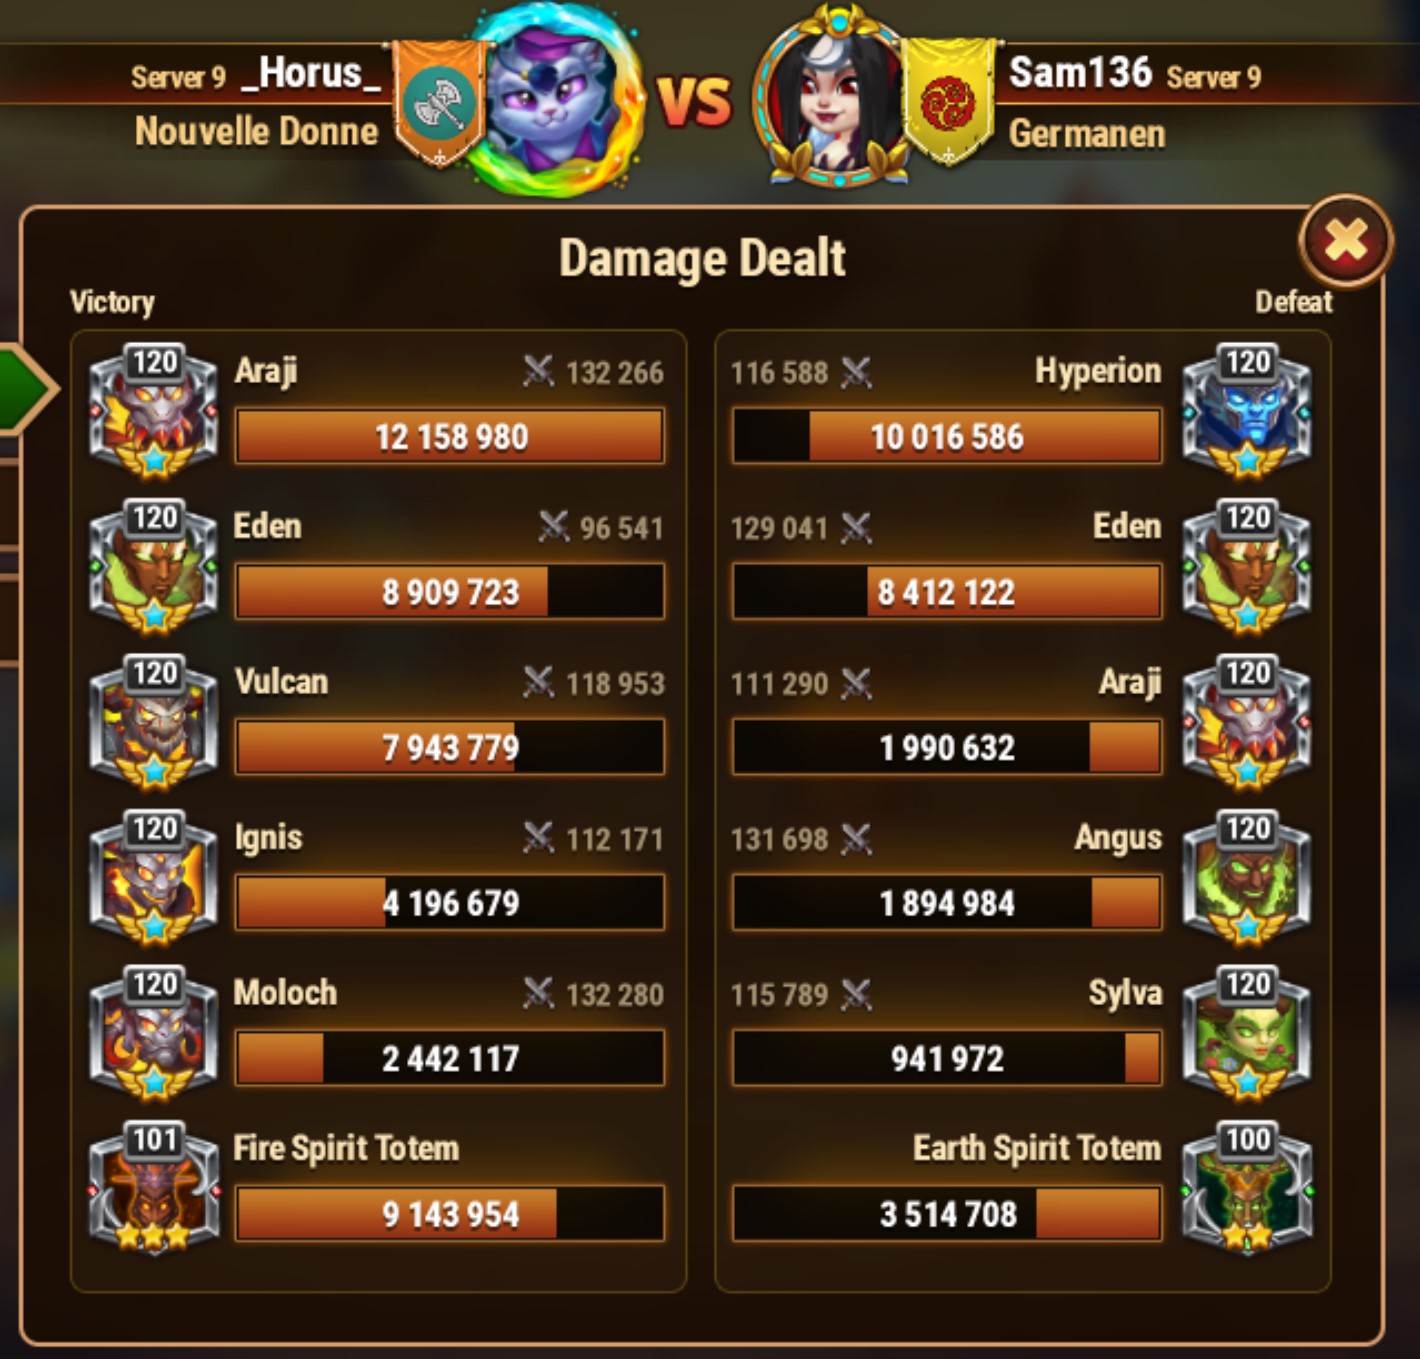 Server 9 _Horus_
Nouvelle Donne
VS
Sam136 Server 9
Germanen
Damage Dealt
Victory
Defeat
120 Araji 132 266
12 158 980
120 Eden 96 541
8 909 723
120 Vulcan 118 953
7 943 779
120 Ignis 112 171
4 196 679
120 Moloch 132 280
2 442 117
101 Fire Spirit Totem
9 143 954
116 588 Hyperion 120
10 016 586
129 041 Eden 120
8 412 122
111 290 Araji 120
1 990 632
131 698 Angus 120
1 894 984
115 789 Sylva 120
941 972
Earth Spirit Totem 100
3 514 708